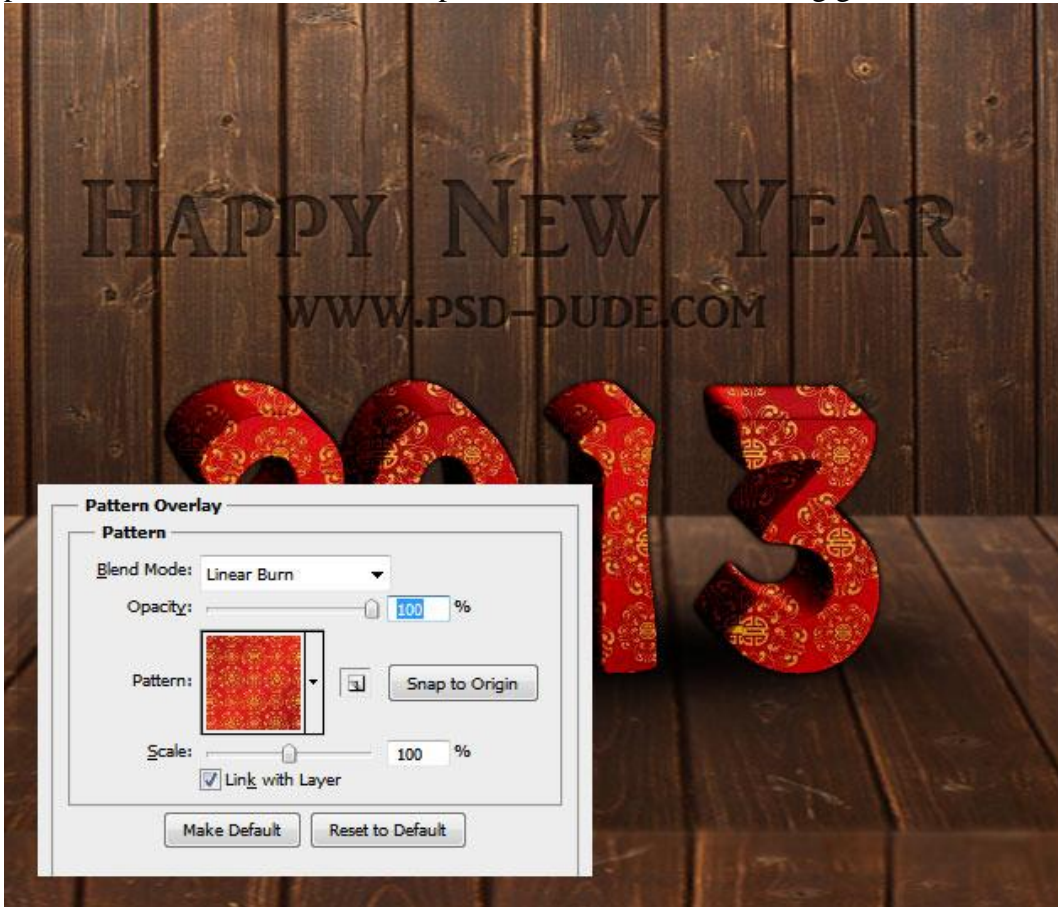 HAPPY NEW YEAR
WWW.PSD-DUDE.COM
2013
Pattern Overlay
Pattern
Blend Mode: Linear Burn
Opacity: 100 %
Pattern: Snap to Origin
Scale: 100 %
Link with Layer
Make Default Reset to Default